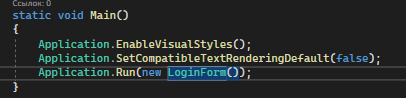 Ссылок: 0
static void Main()
{
Application.EnableVisualStyles();
Application.SetCompatibleTextRenderingDefault(false);
Application.Run(new LoginForm());
}